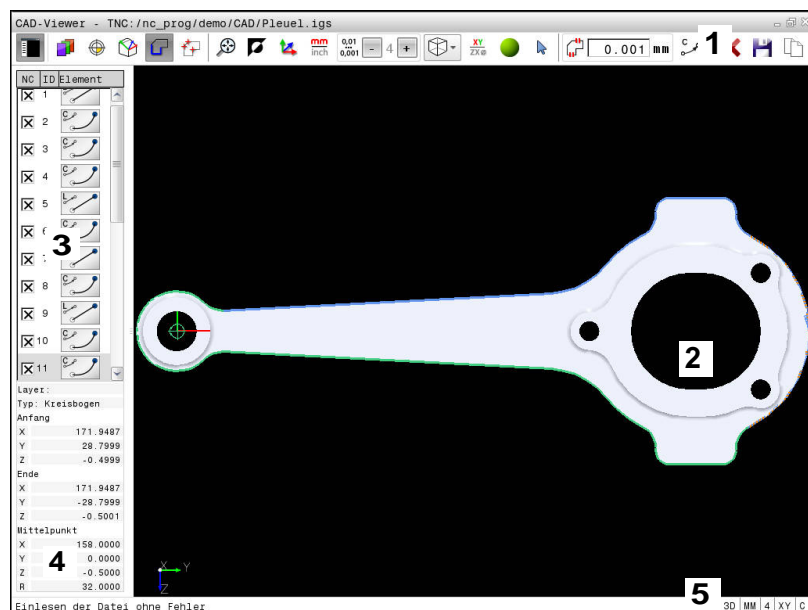 CAD-Viewer - TNC:/nc_prog/demo/CAD/Pleuel.igs
mm
inch
0,01
0,001
- 4 +
XY
ZXø
0.001 mm
C
1
NC ID Element
1
2 C
3 C
4 C
5 L
6 C
7
8 C
9 L
10 C
11 C
3
2
Layer:
Typ: Kreisbogen
Anfang
X 171.9487
Y 28.7999
Z -0.4999
Ende
X 171.9487
Y -28.7999
Z -0.5001
Mittelpunkt
X 158.0000
Y 0.0000
Z -0.5000
R 32.0000
4
X Y
Z
5
Einlesen der Datei ohne Fehler
3D MM 4 XY C